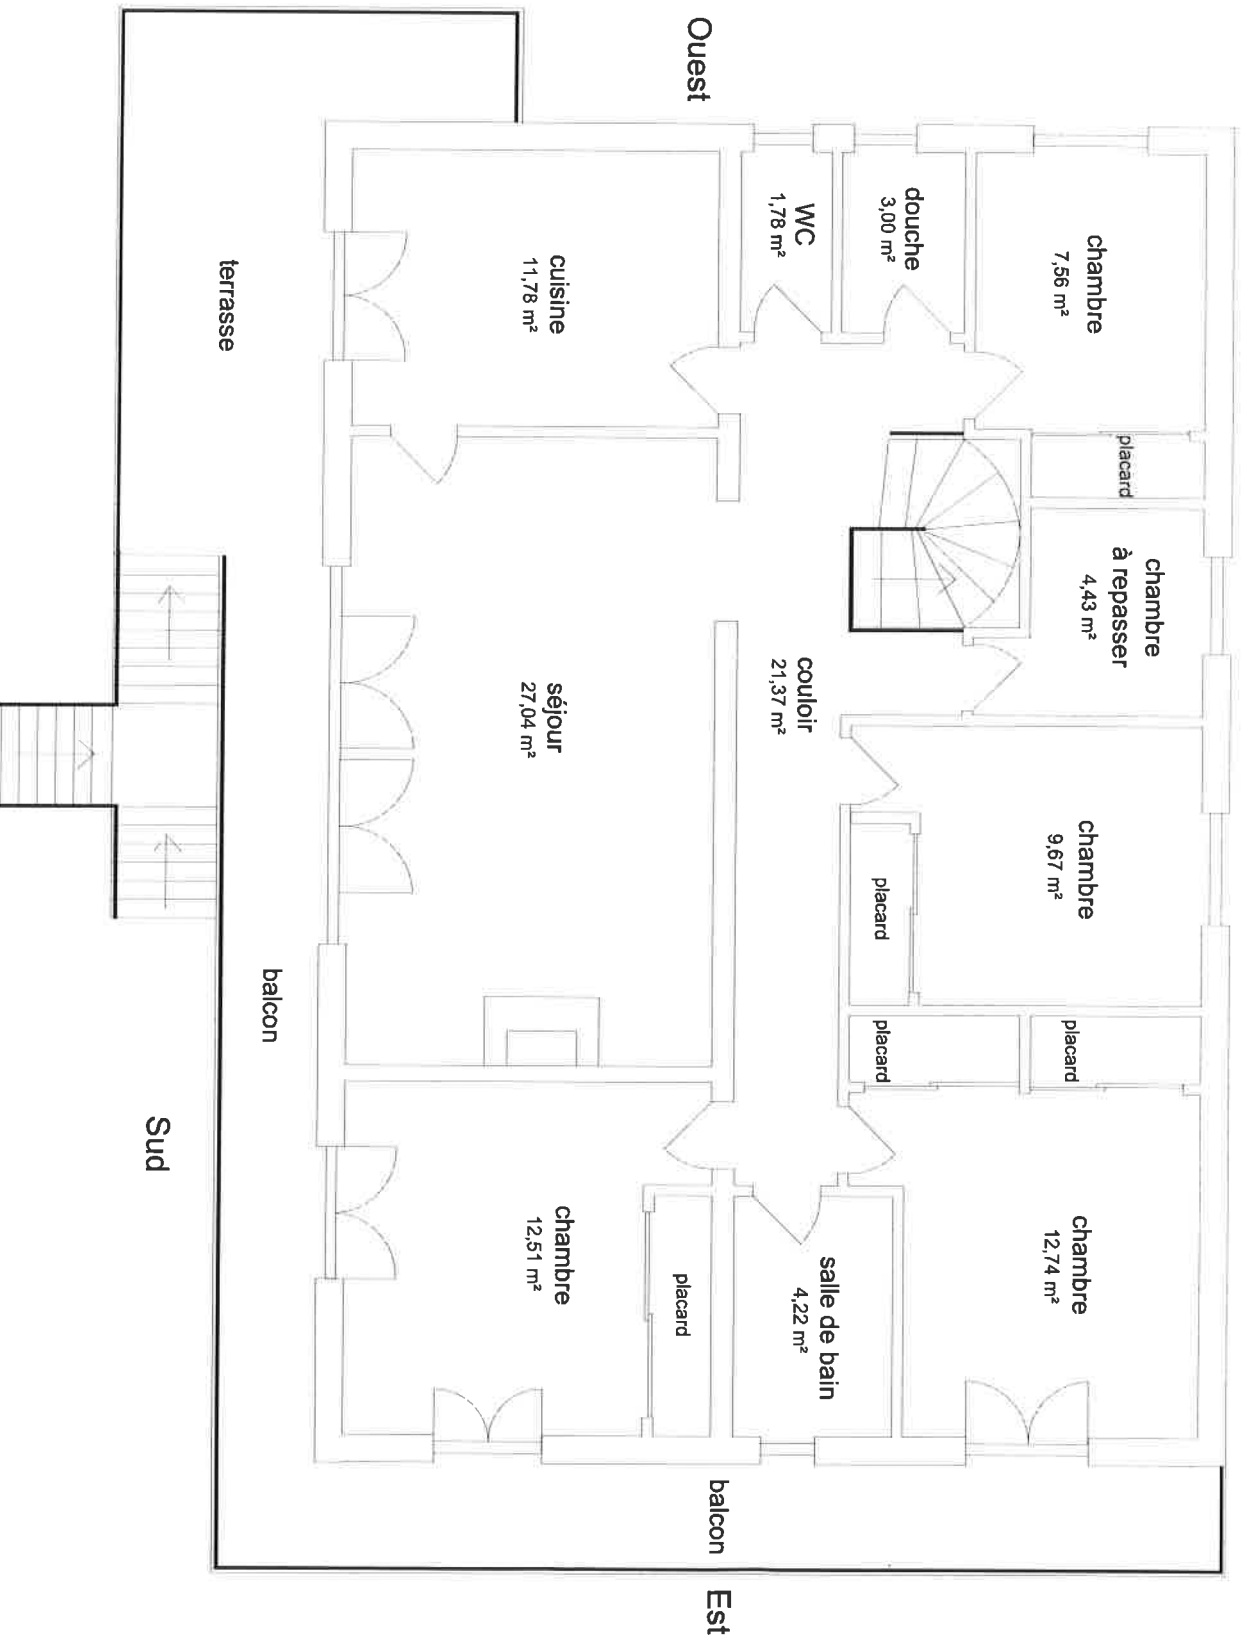 chambre
7,56 m²
placard
chambre
à repasser
4,43 m²
chambre
9,67 m²
placard
placard
placard
chambre
12,74 m²
douche
3,00 m²
WC
1,78 m²
couloir
21,37 m²
salle de bain
4,22 m²
Ouest
balcon
Est
cuisine
11,78 m²
séjour
27,04 m²
placard
chambre
12,51 m²
terrasse
balcon
Sud